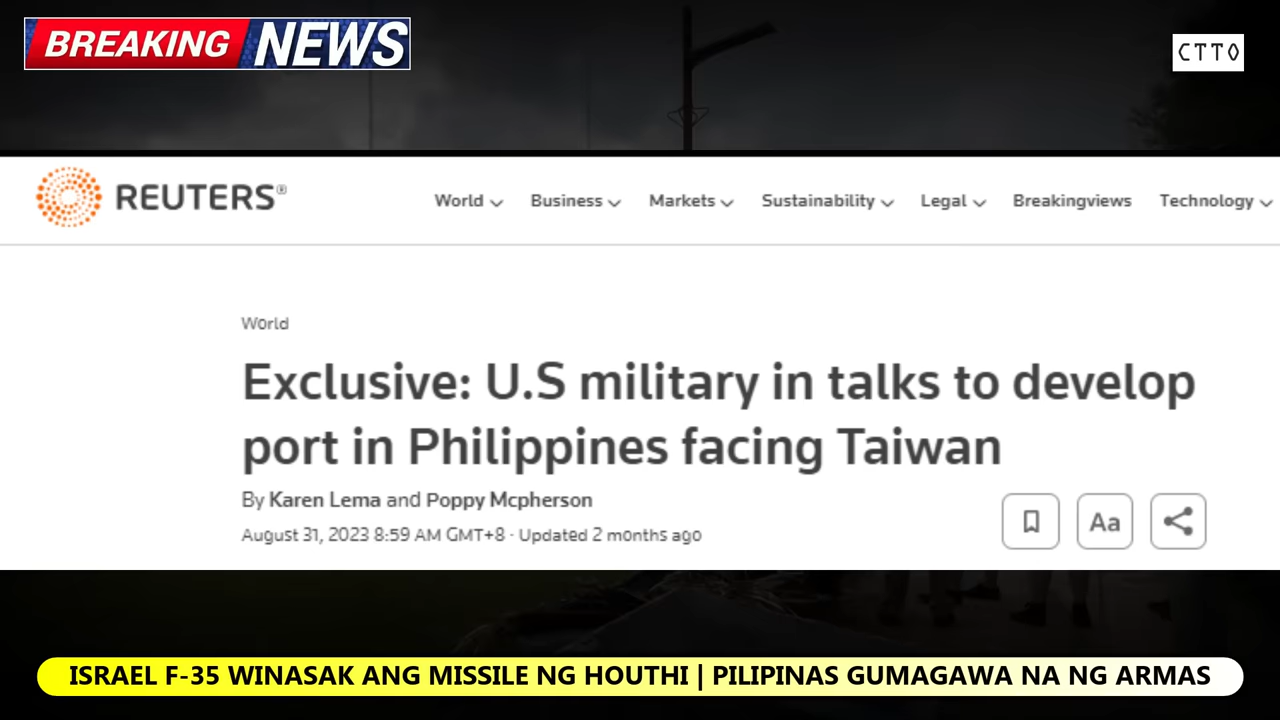 BREAKING NEWS
CTTO
REUTERS®
World Business Markets Sustainability Legal Breakingviews Technology
World
Exclusive: U.S military in talks to develop
port in Philippines facing Taiwan
By Karen Lema and Poppy Mcpherson
August 31, 2023 8:59 AM GMT+8 · Updated 2 months ago
Aa
ISRAEL F-35 WINASAK ANG MISSILE NG HOUTHI | PILIPINAS GUMAGAWA NA NG ARMAS